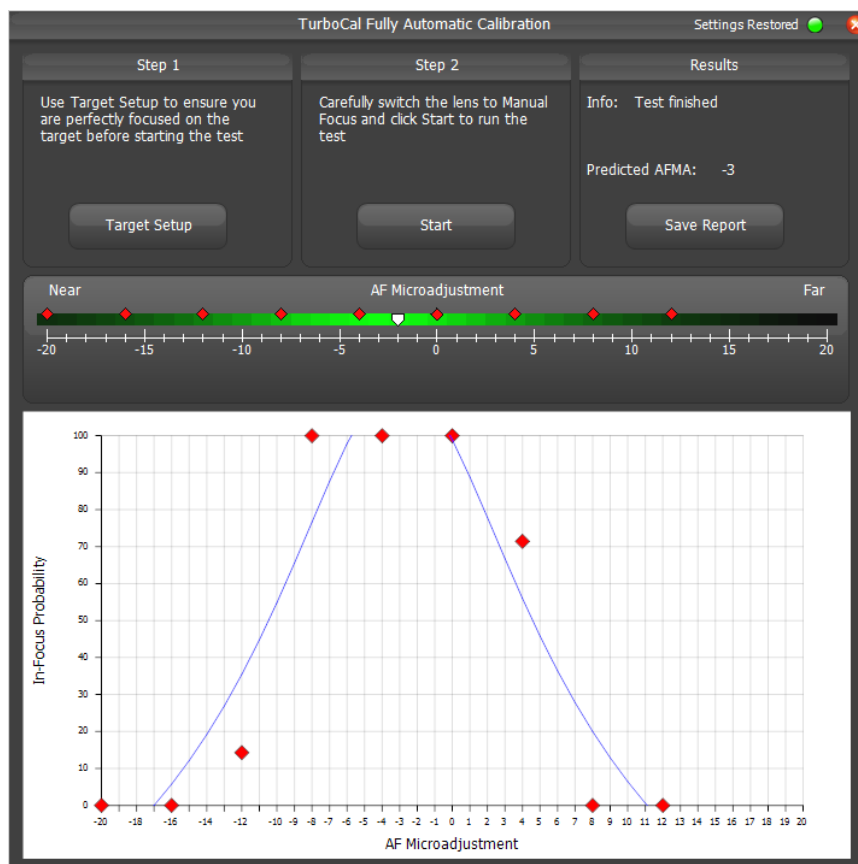 TurboCal Fully Automatic Calibration
Settings Restored
Step 1
Use Target Setup to ensure you
are perfectly focused on the
target before starting the test
Target Setup
Step 2
Carefully switch the lens to Manual
Focus and click Start to run the
test
Start
Results
Info: Test finished
Predicted AFMA: -3
Save Report
Near AF Microadjustment Far
-20 -15 -10 -5 0 5 10 15 20
In-Focus Probability
100
90
80
70
60
50
40
30
20
10
0
-20 -18 -16 -14 -12 -10 -9 -8 -7 -6 -5 -4 -3 -2 -1 0 1 2 3 4 5 6 7 8 9 10 11 12 13 14 15 16 17 18 19 20
AF Microadjustment